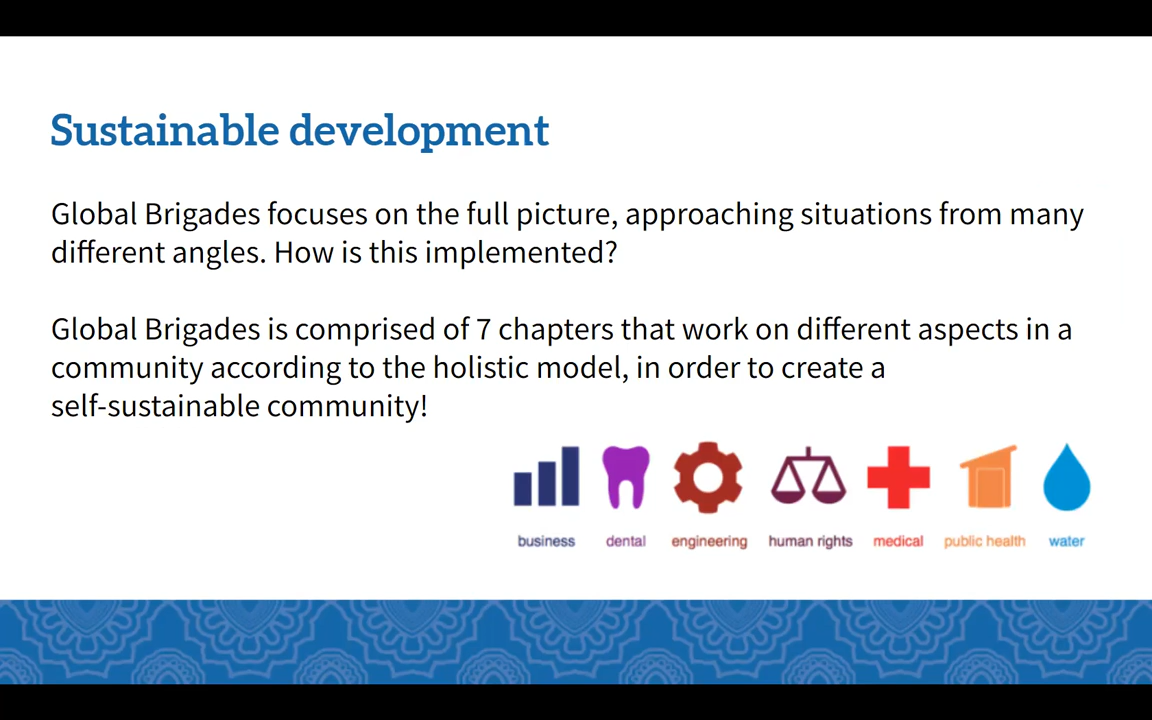 Sustainable development
Global Brigades focuses on the full picture, approaching situations from many
different angles. How is this implemented?
Global Brigades is comprised of 7 chapters that work on different aspects in a
community according to the holistic model, in order to create a
self-sustainable community!
business dental engineering human rights medical public health water